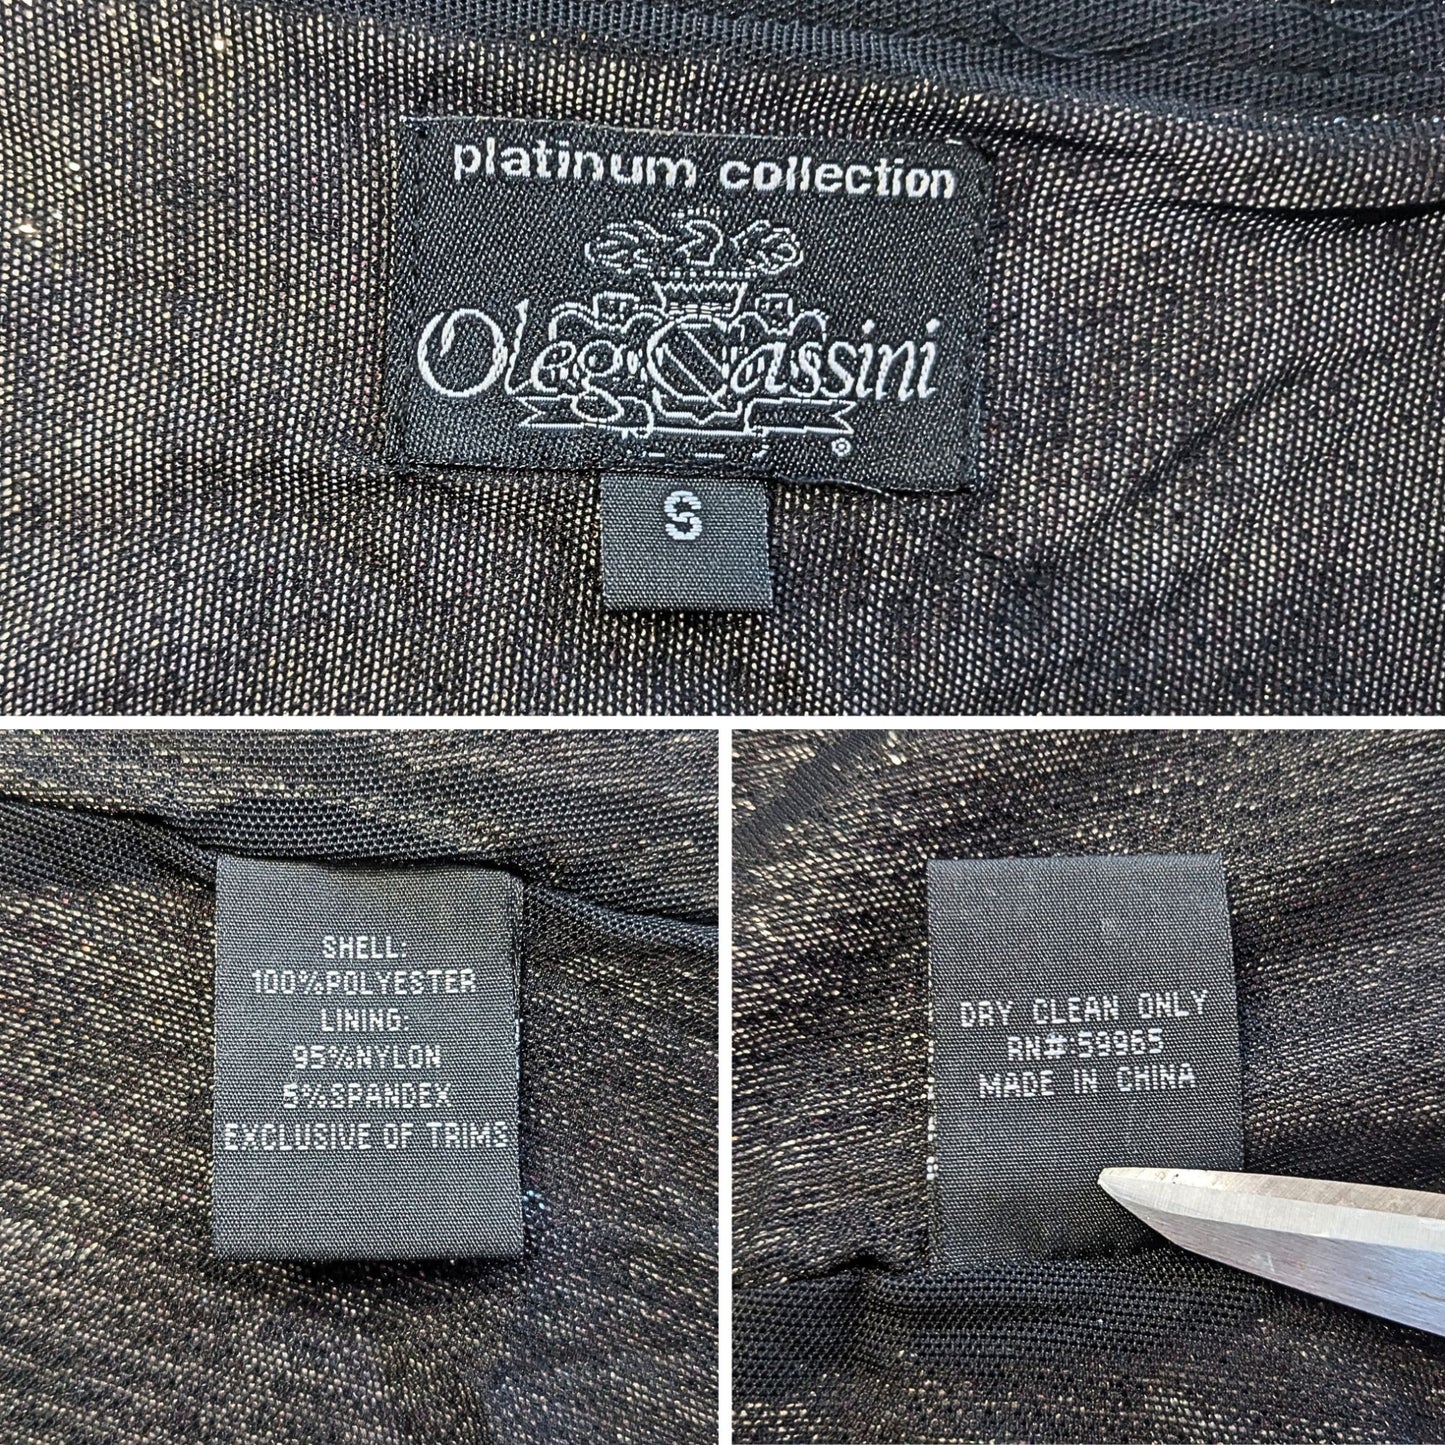 platinum collection
Oleg Cassini
®
S
SHELL:
100%POLYESTER
LINING:
95%NYLON
5%SPANDEX
EXCLUSIVE OF TRIMS
DRY CLEAN ONLY
RN#:59965
MADE IN CHINA